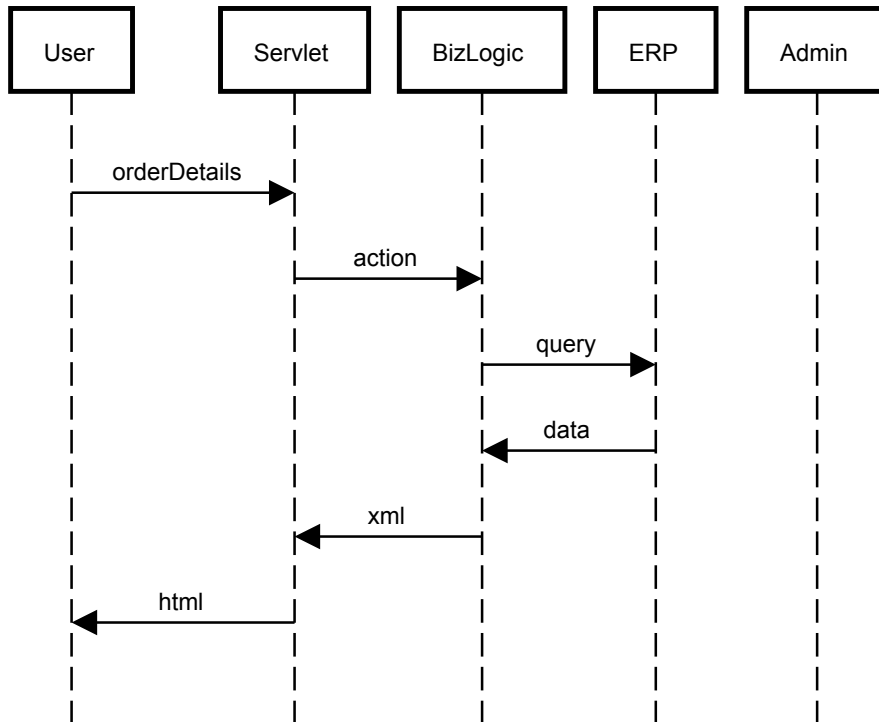 User
Servlet
BizLogic
ERP
Admin
orderDetails
action
query
data
xml
html